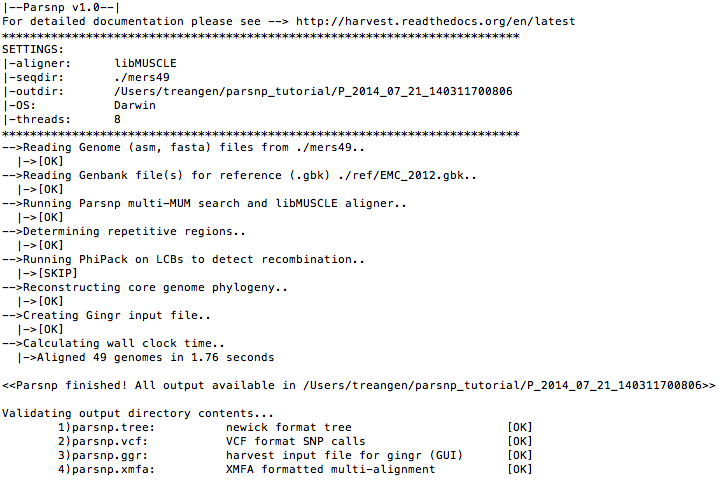 |--Parsnp v1.0--|
For detailed documentation please see --> http://harvest.readthedocs.org/en/latest
*****************************************************************************
SETTINGS:
|-aligner: libMUSCLE
|-seqdir: ./mers49
|-outdir: /Users/treangen/parsnp_tutorial/P_2014_07_21_140311700806
|-OS: Darwin
|-threads: 8
*****************************************************************************
-->Reading Genome (asm, fasta) files from ./mers49..
  |->[OK]
-->Reading Genbank file(s) for reference (.gbk) ./ref/EMC_2012.gbk..
  |->[OK]
-->Running Parsnp multi-MUM search and libMUSCLE aligner..
  |->[OK]
-->Determining repetitive regions..
  |->[OK]
-->Running PhiPack on LCBs to detect recombination..
  |->[SKIP]
-->Reconstructing core genome phylogeny..
  |->[OK]
-->Creating Gingr input file..
  |->[OK]
-->Calculating wall clock time..
  |->Aligned 49 genomes in 1.76 seconds
<<Parsnp finished! All output available in /Users/treangen/parsnp_tutorial/P_2014_07_21_140311700806>>
Validating output directory contents...
1)parsnp.tree: newick format tree [OK]
2)parsnp.vcf: VCF format SNP calls [OK]
3)parsnp.ggr: harvest input file for gingr (GUI) [OK]
4)parsnp.xmfa: XMFA formatted multi-alignment [OK]